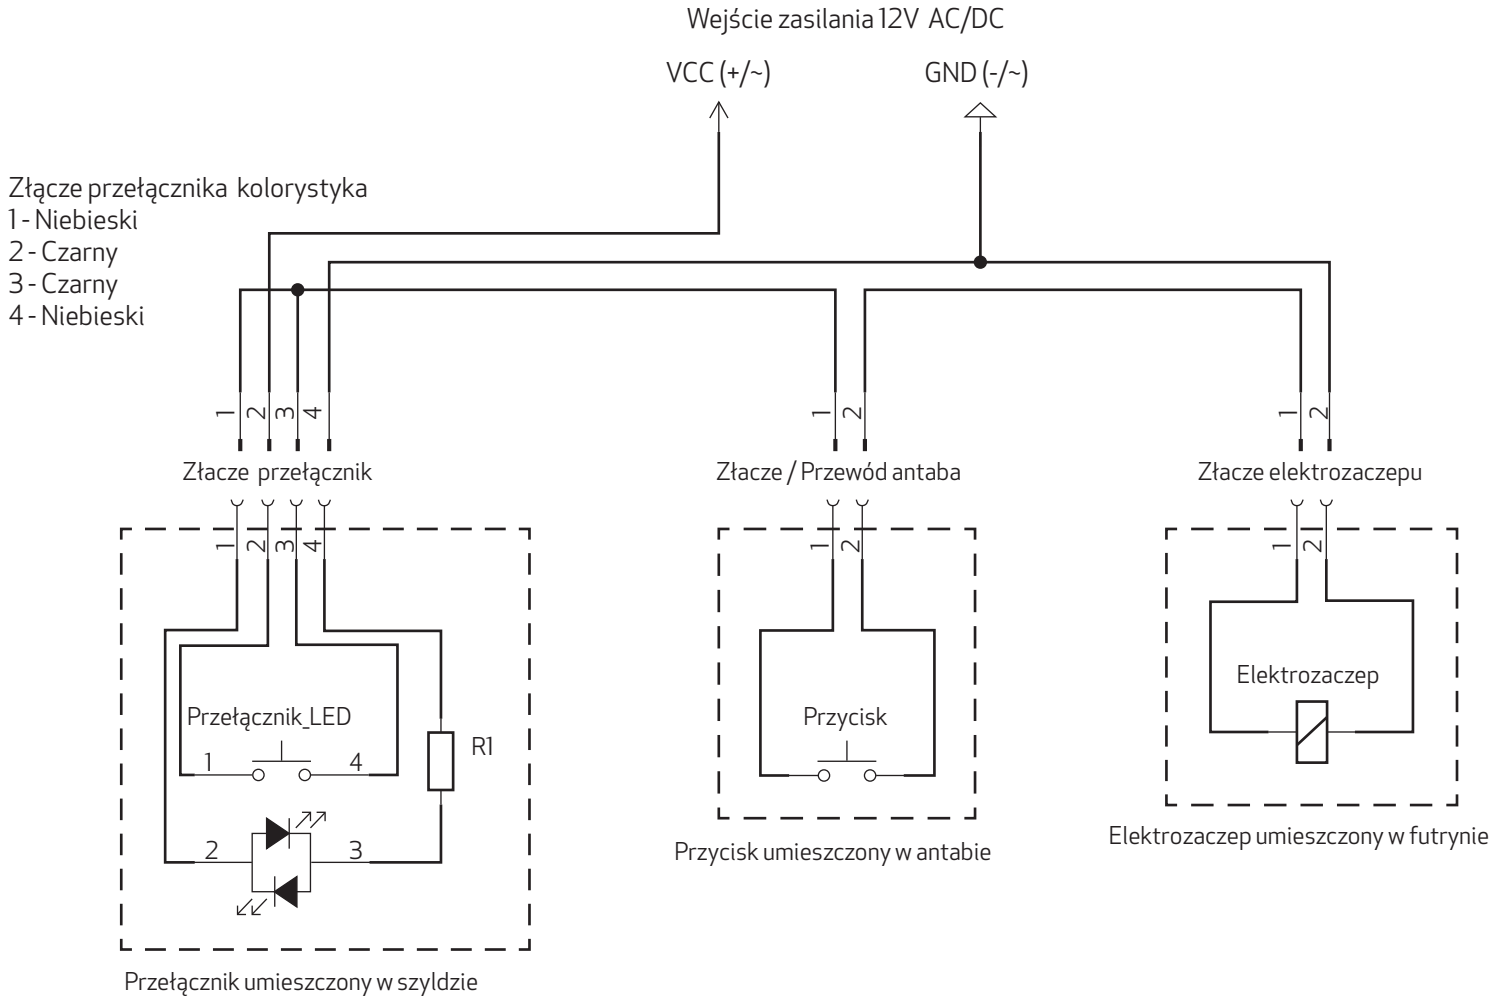 Wejście zasilania 12V AC/DC
VCC (+/~)
GND (-/~)
Złącze przełącznika kolorystyka
1 - Niebieski
2 - Czarny
3 - Czarny
4 - Niebieski
1 2 3 4
1 2
1 2
Złacze przełącznik
Złacze / Przewód antaba
Złacze elektrozaczepu
1 2 3 4
1 2
1 2
Elektrozaczep
Przełącznik_LED
Przycisk
R1
1 4
2 3
Elektrozaczep umieszczony w futrynie
Przycisk umieszczony w antabie
Przełącznik umieszczony w szyldzie